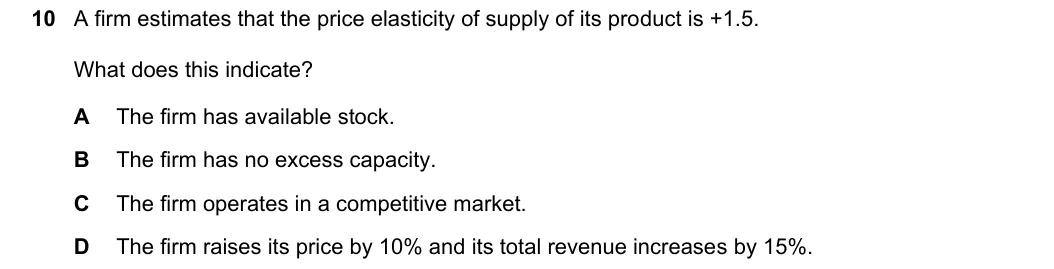 10 A firm estimates that the price elasticity of supply of its product is +1.5.
What does this indicate?
A The firm has available stock.
B The firm has no excess capacity.
C The firm operates in a competitive market.
D The firm raises its price by 10% and its total revenue increases by 15%.